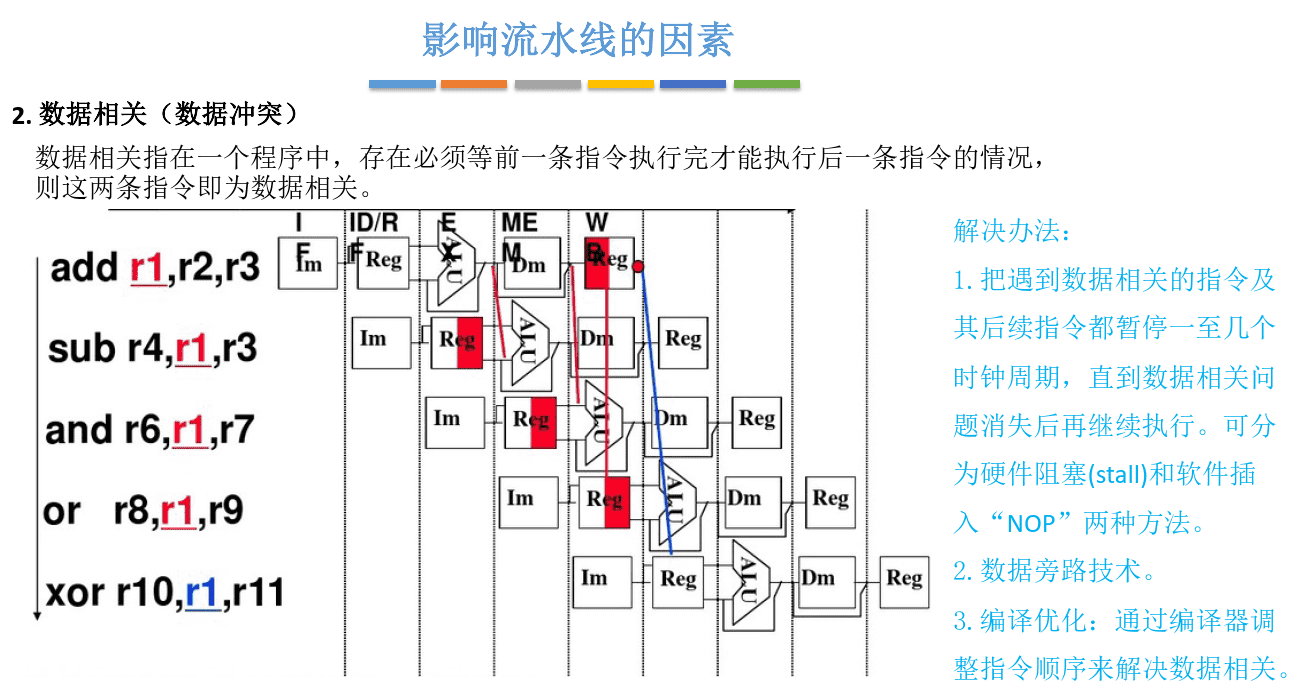 影响流水线的因素
2. 数据相关（数据冲突）
数据相关指在一个程序中，存在必须等前一条指令执行完才能执行后一条指令的情况，
则这两条指令即为数据相关。
IF ID/RF EX MEM WB
add r1,r2,r3 Im Reg ALU Dm Reg
sub r4,r1,r3 Im Reg ALU Dm Reg
and r6,r1,r7 Im Reg ALU Dm Reg
or r8,r1,r9 Im Reg ALU Dm Reg
xor r10,r1,r11 Im Reg ALU Dm Reg
解决办法：
1. 把遇到数据相关的指令及
其后续指令都暂停一至几个
时钟周期，直到数据相关问
题消失后再继续执行。可分
为硬件阻塞(stall)和软件插
入“NOP”两种方法。
2. 数据旁路技术。
3. 编译优化：通过编译器调
整指令顺序来解决数据相关。